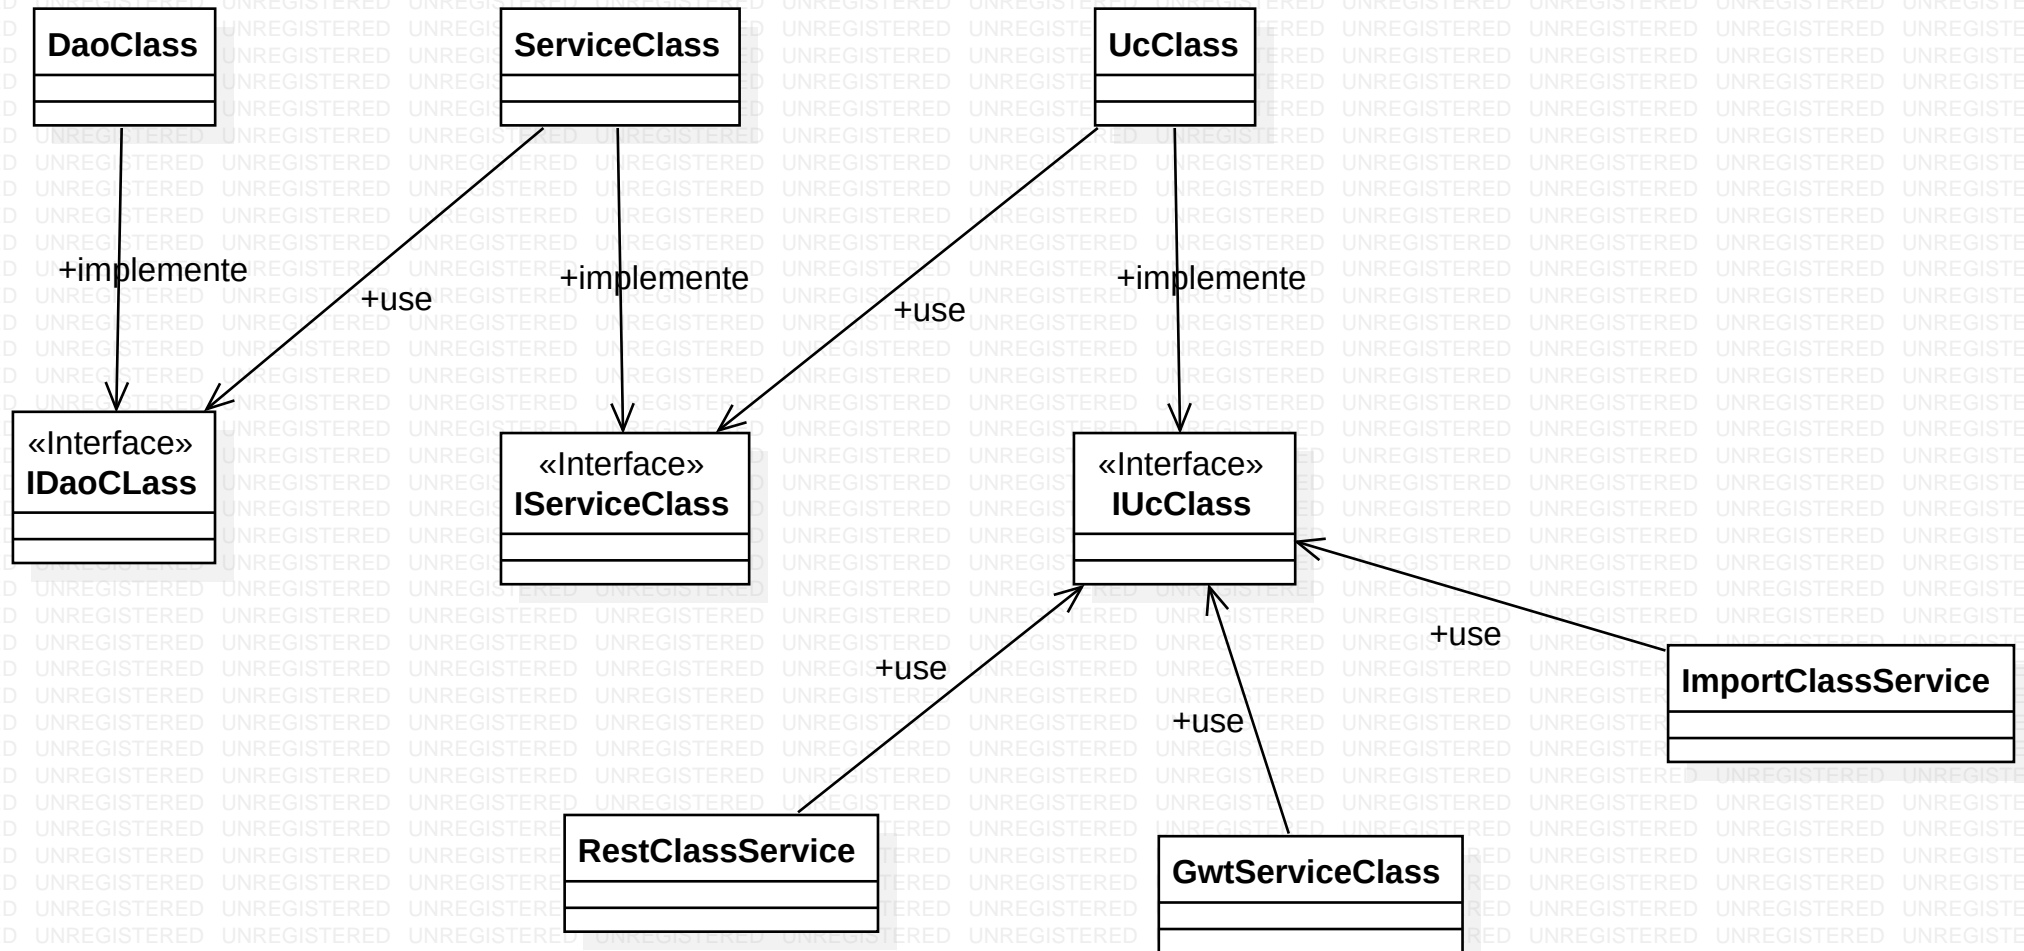 DaoClass
ServiceClass
UcClass
+implemente
+use
+implemente
+use
+implemente
«Interface»
IDaoCLass
«Interface»
IServiceClass
«Interface»
IUcClass
+use
+use
+use
ImportClassService
RestClassService
GwtServiceClass
UNREGISTERED